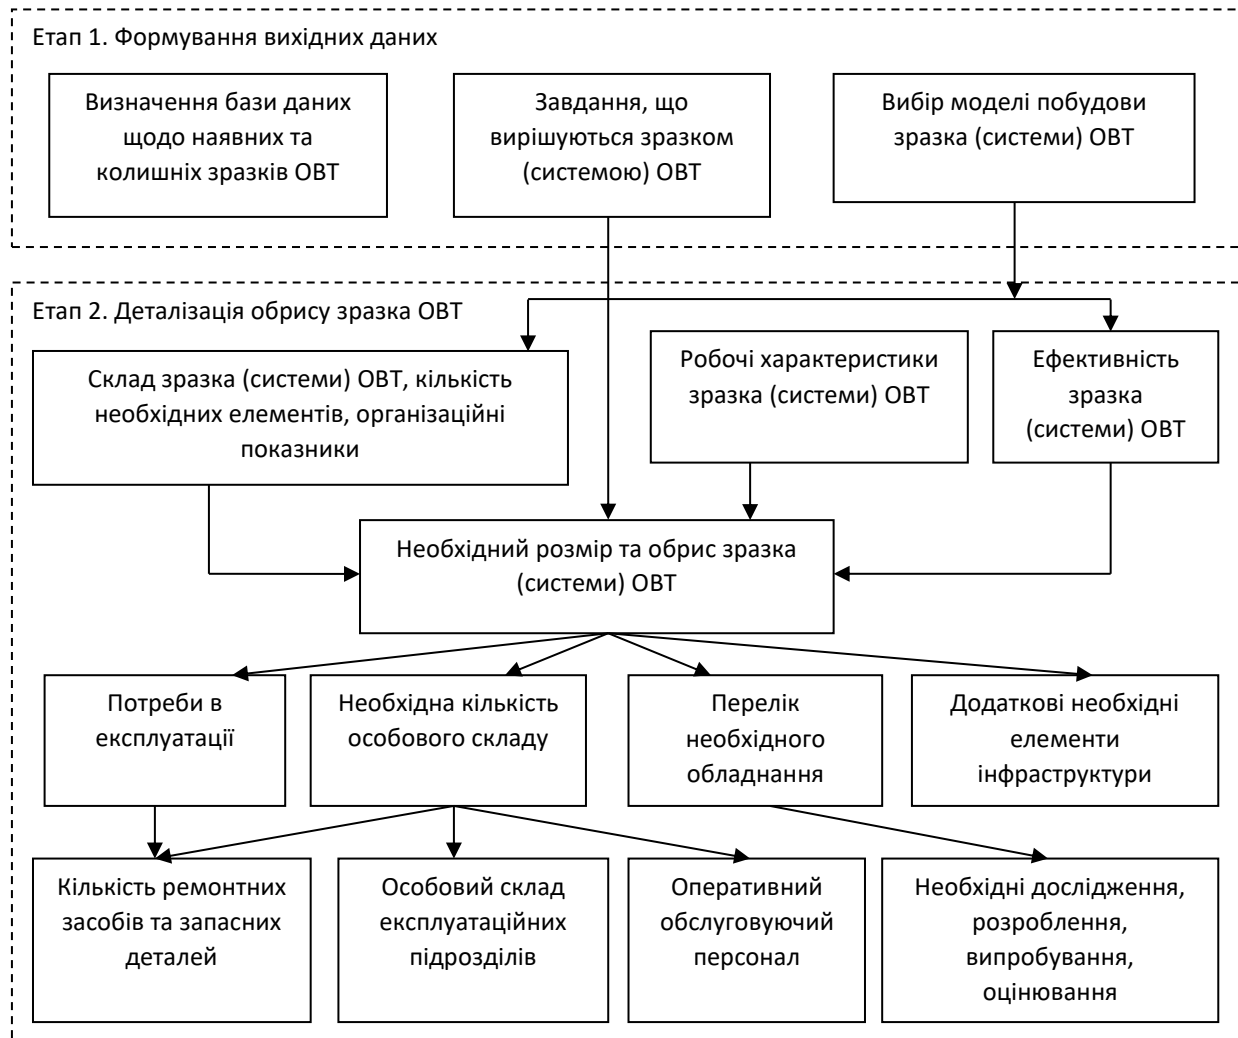 Етап 1. Формування вихідних даних
Визначення бази даних
щодо наявних та
колишніх зразків ОВТ
Завдання, що
вирішуються зразком
(системою) ОВТ
Вибір моделі побудови
зразка (системи) ОВТ
Етап 2. Деталізація обрису зразка ОВТ
Склад зразка (системи) ОВТ, кількість
необхідних елементів, організаційні
показники
Робочі характеристики
зразка (системи) ОВТ
Ефективність
зразка
(системи) ОВТ
Необхідний розмір та обрис зразка
(системи) ОВТ
Потреби в
експлуатації
Необхідна кількість
особового складу
Перелік
необхідного
обладнання
Додаткові необхідні
елементи
інфраструктури
Кількість ремонтних
засобів та запасних
деталей
Особовий склад
експлуатаційних
підрозділів
Оперативний
обслуговуючий
персонал
Необхідні дослідження,
розроблення,
випробування,
оцінювання